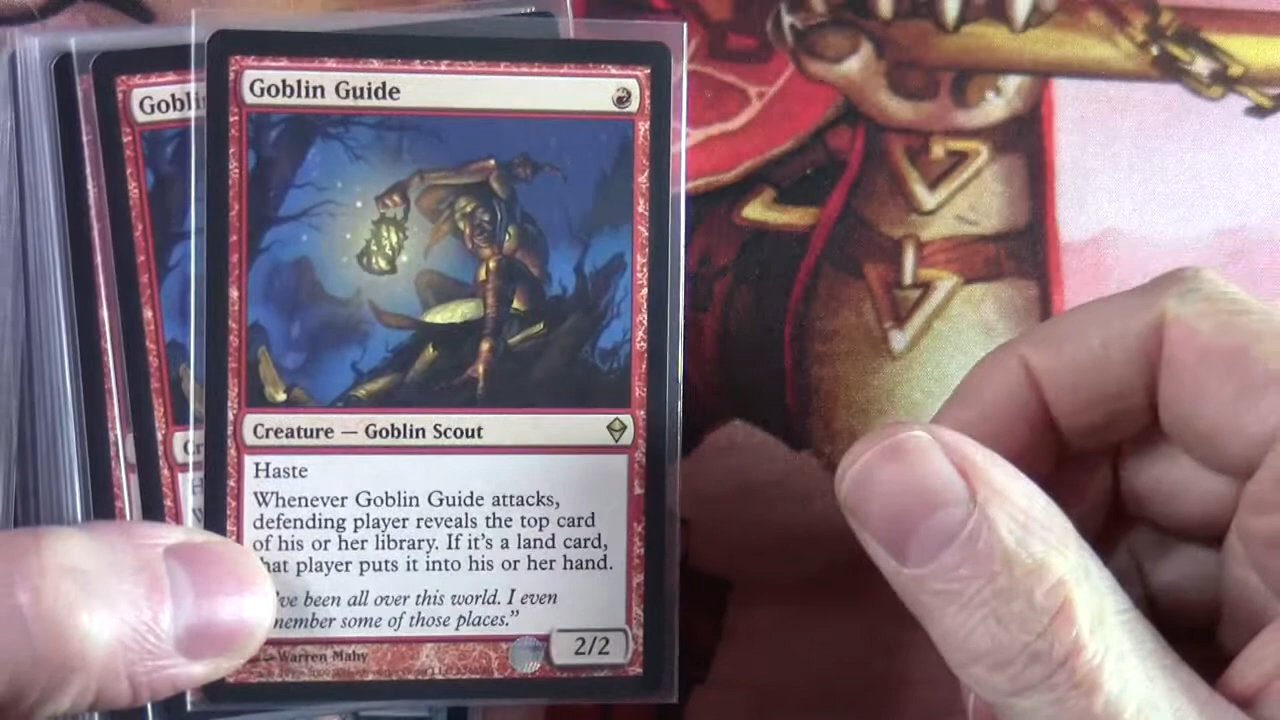 Goblin Guide
Gobli
Creature — Goblin Scout
Cr
Haste
H
Whenever Goblin Guide attacks,
W
defending player reveals the top card
of his or her library. If it's a land card,
hat player puts it into his or her hand.
've been all over this world. I even
member some of those places."
2/2
Warren Mahy